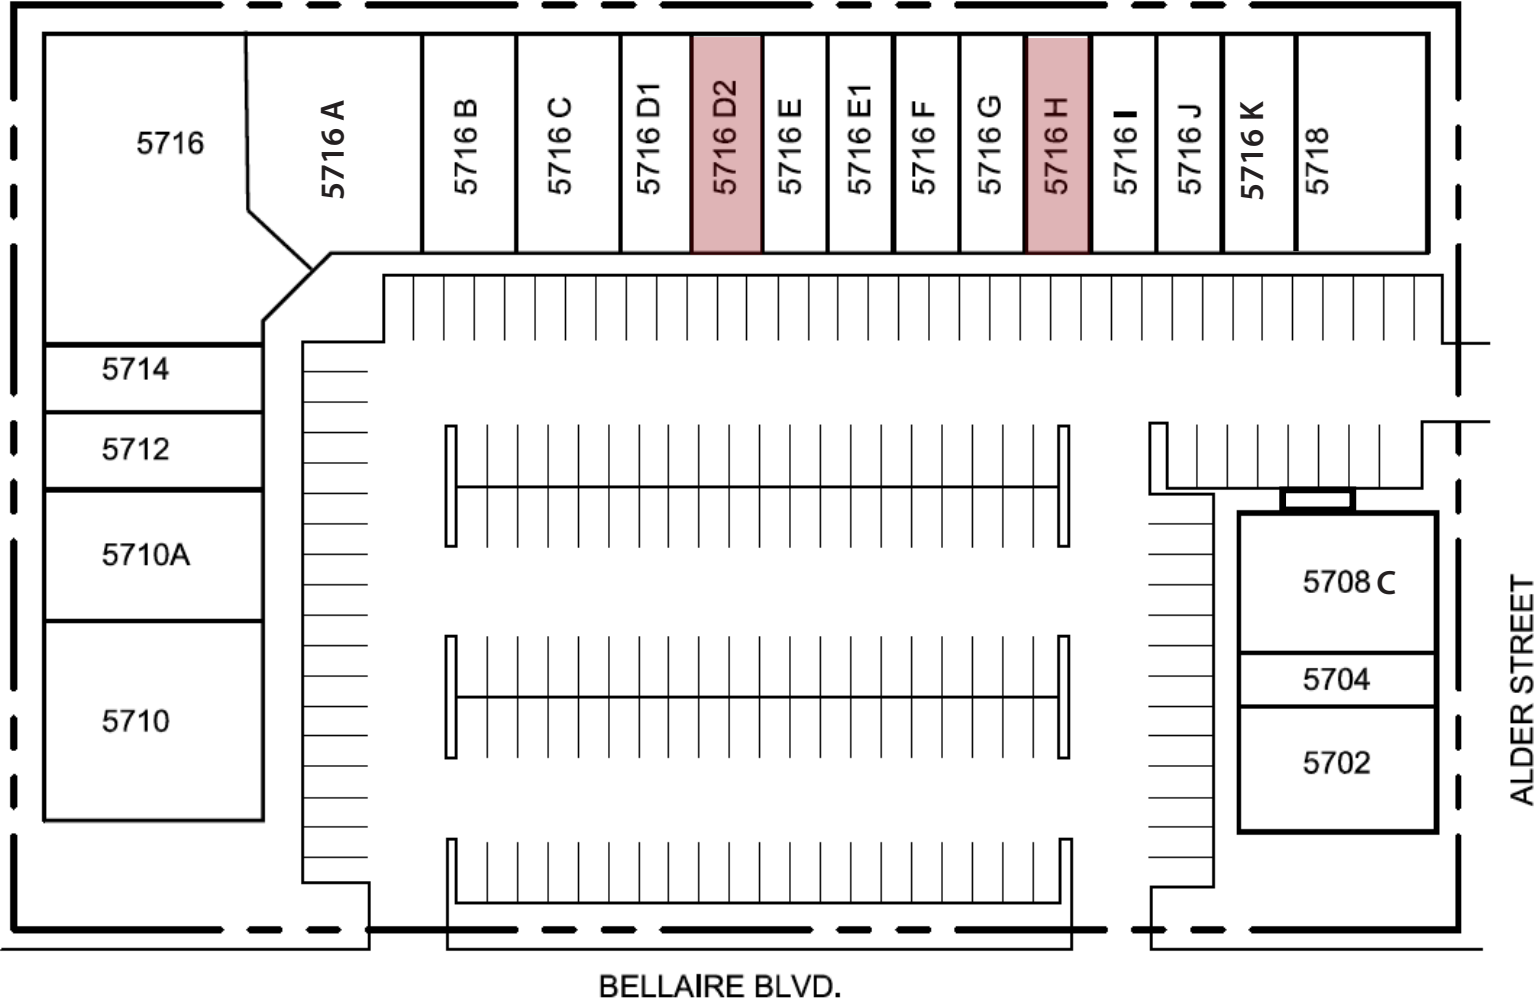 5716
5716 A
5716 B
5716 C
5716 D1
5716 D2
5716 E
5716 E1
5716 F
5716 G
5716 H
5716 I
5716 J
5716 K
5718
5714
5712
5710A
5710
5708 C
5704
5702
ALDER STREET
BELLAIRE BLVD.